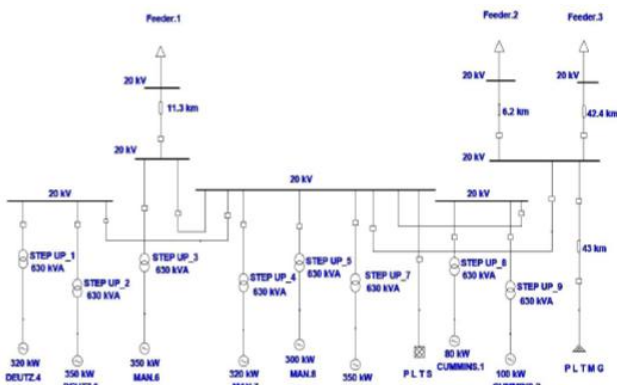 Feeder.1
Feeder.2
Feeder.3
20 kV
20 kV
20 kV
11.3 km
6.2 km
42.4 km
20 kV
20 kV
20 kV
20 kV
20 kV
STEP UP_1
630 kVA
STEP UP_2
630 kVA
STEP UP_3
630 kVA
STEP UP_4
630 kVA
STEP UP_5
630 kVA
STEP UP_7
630 kVA
STEP UP_8
630 kVA
STEP UP_9
630 kVA
43 km
320 kW
DEUTZ.4
350 kW
350 kW
MAN.6
320 kW
300 kW
MAN.8
350 kW
P L T S
80 kW
CUMMINS.1
100 kW
P L T M G